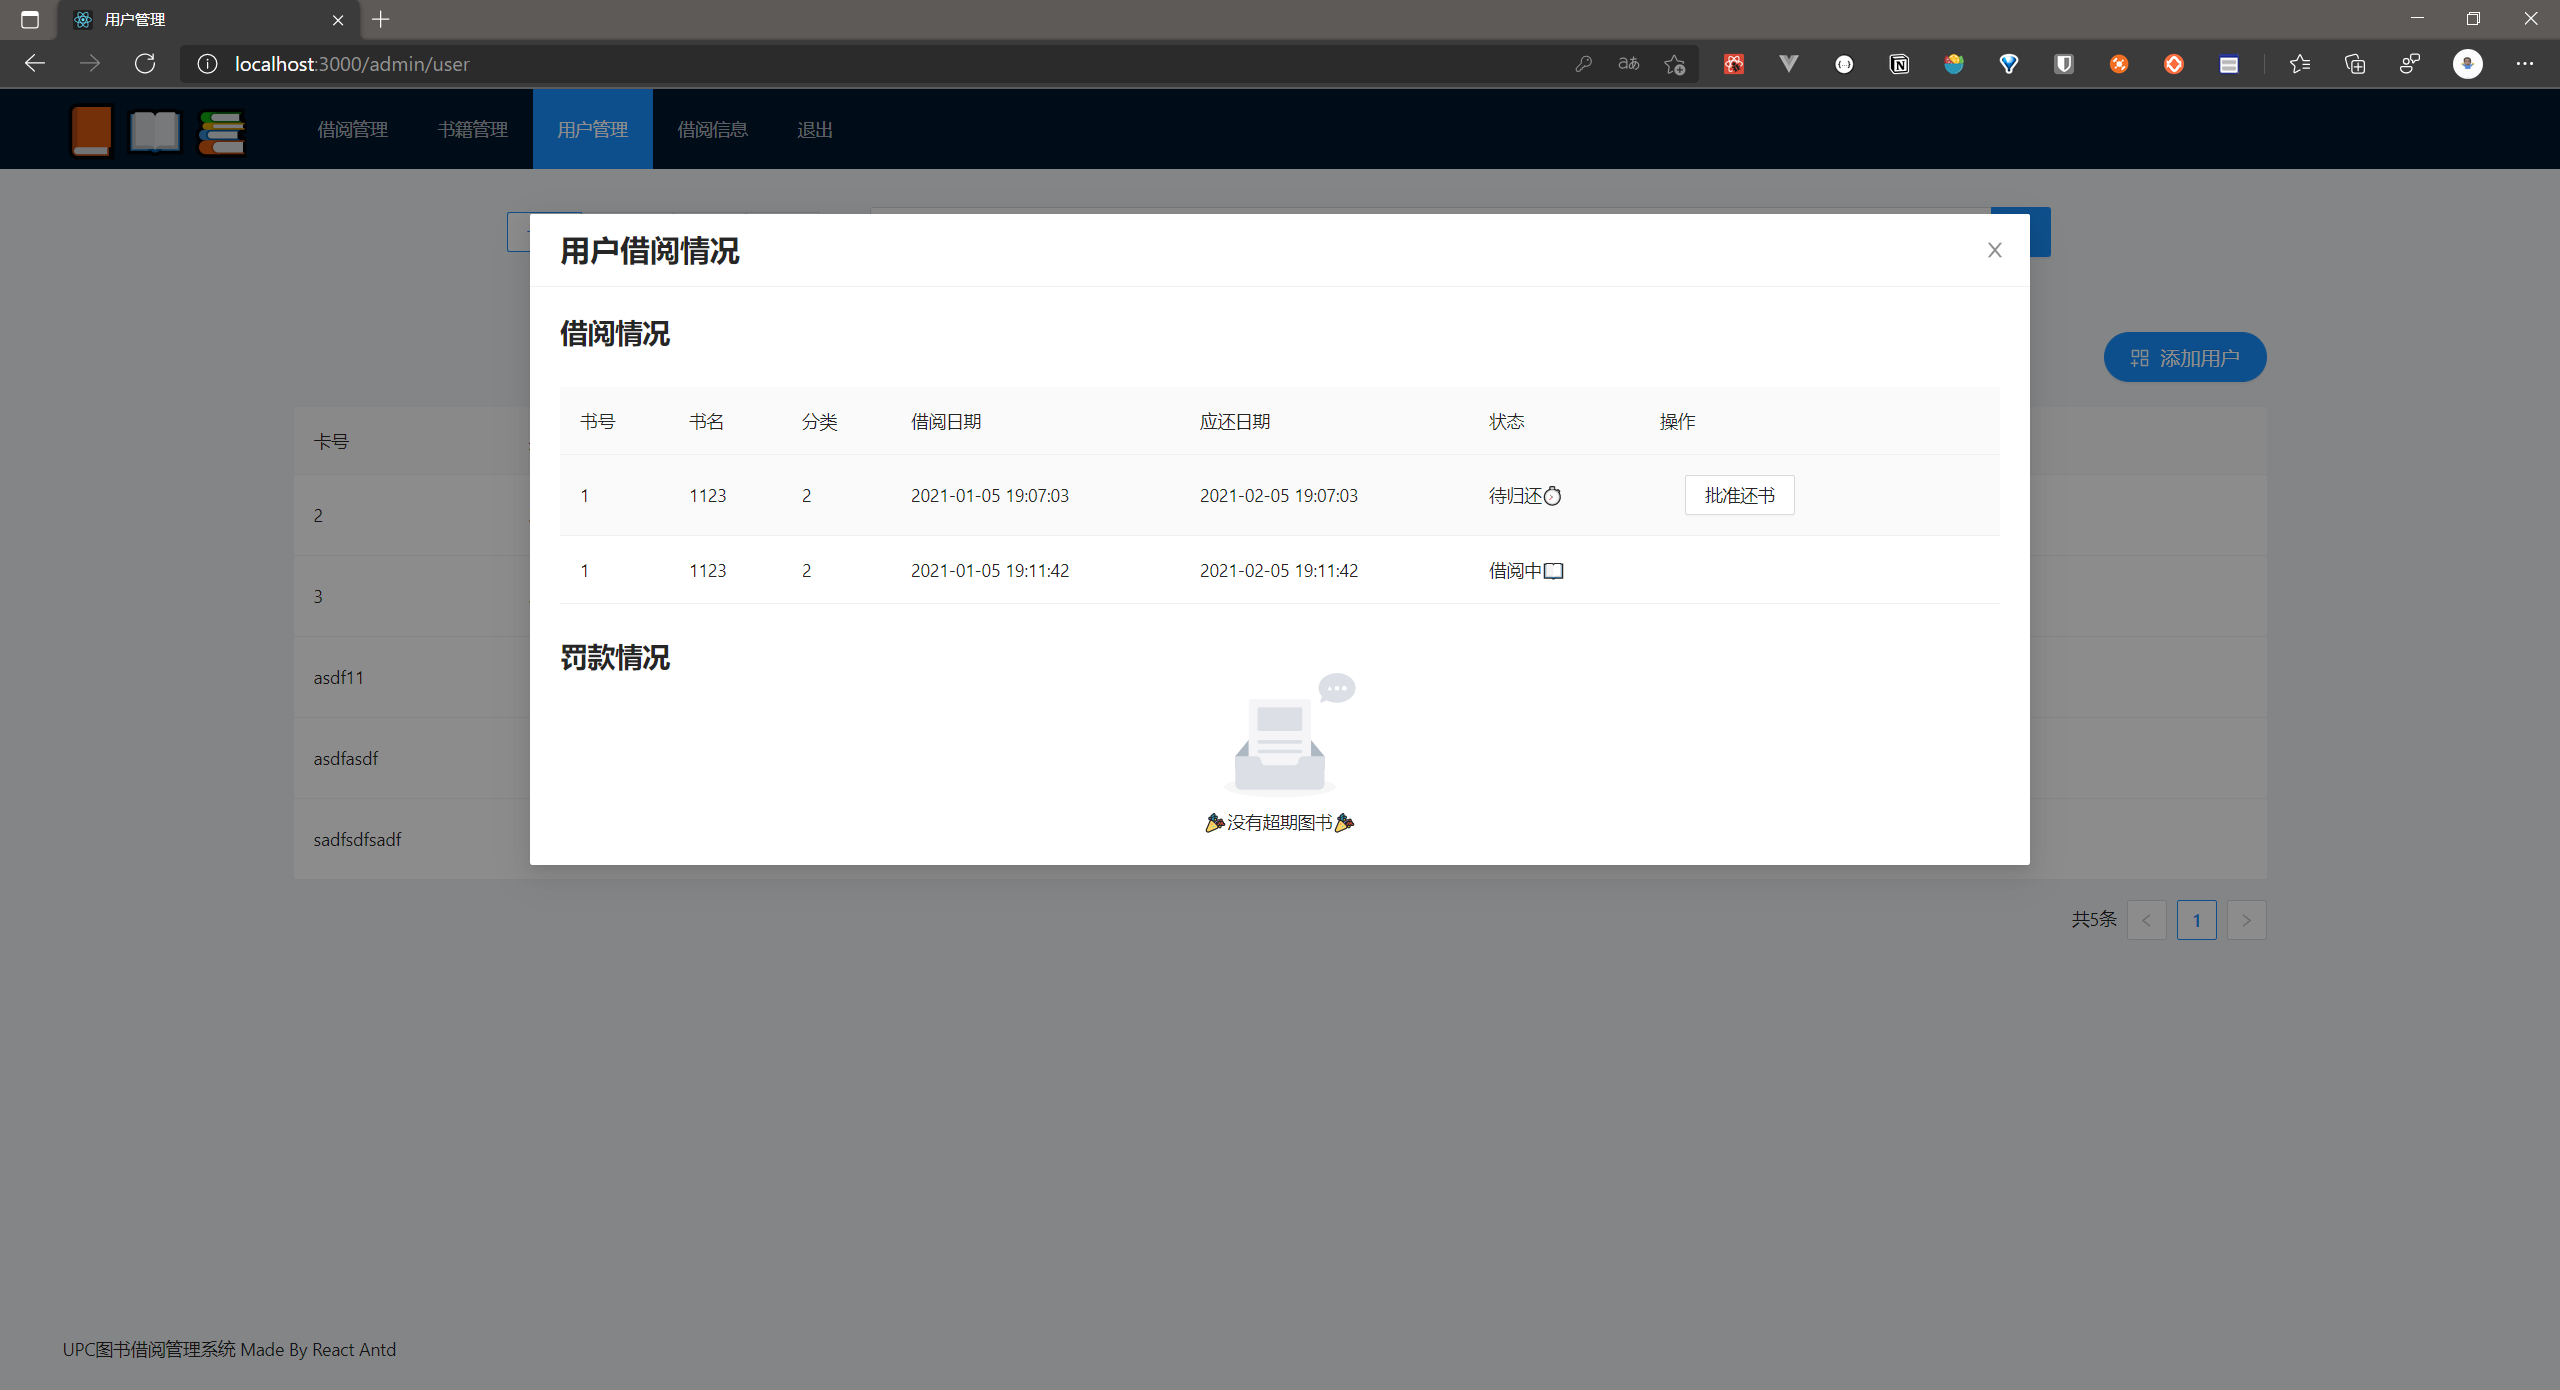 用户管理
localhost:3000/admin/user
借阅管理 书籍管理 用户管理 借阅信息 退出
用户借阅情况
借阅情况
添加用户
书号 书名 分类 借阅日期 应还日期 状态 操作
1 1123 2 2021-01-05 19:07:03 2021-02-05 19:07:03 待归还 批准还书
1 1123 2 2021-01-05 19:11:42 2021-02-05 19:11:42 借阅中
罚款情况
🎉没有超期图书🎉
卡号
2
3
asdf11
asdfasdf
sadfsdfsadf
共5条 < 1 >
UPC图书借阅管理系统 Made By React Antd